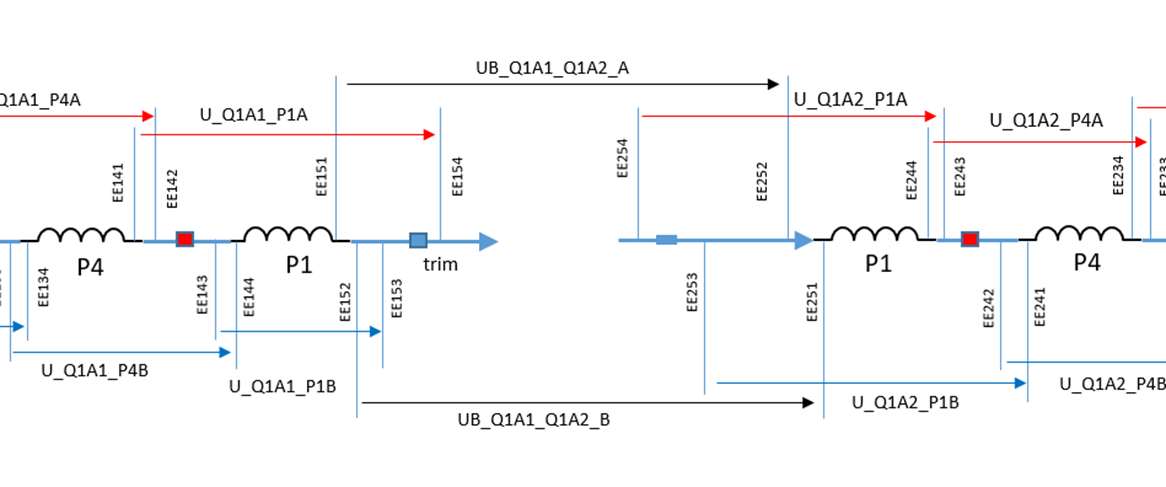 UB_Q1A1_Q1A2_A
Q1A1_P4A
U_Q1A1_P1A
U_Q1A2_P1A
U_Q1A2_P4A
EE141
EE142
EE151
EE154
EE254
EE252
EE244
EE243
EE234
P4
P1
trim
P1
P4
EE134
EE143
EE144
EE152
EE153
EE253
EE251
EE242
EE241
U_Q1A1_P4B
U_Q1A1_P1B
U_Q1A2_P4B
U_Q1A2_P1B
UB_Q1A1_Q1A2_B